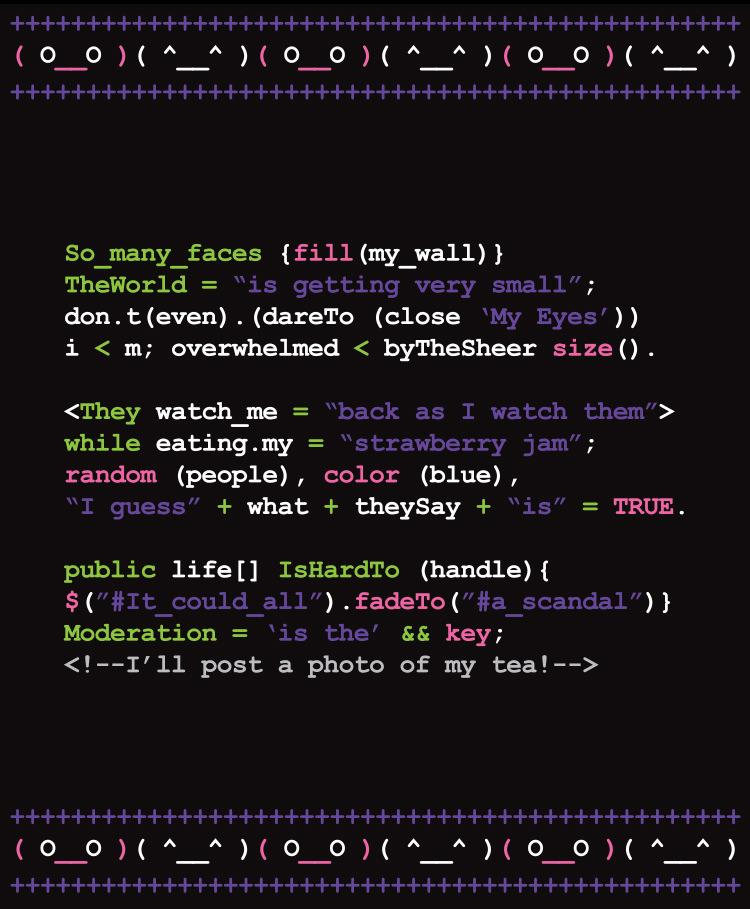 ++++++++++++++++++++++++++++++++++++++++++++++++
( O__O )( ^__^ )( O__O )( ^__^ )( O__O )( ^__^ )
++++++++++++++++++++++++++++++++++++++++++++++++
So_many_faces {fill(my_wall)}
TheWorld = “is getting very small”;
don.t(even).(dareTo (close ‘My Eyes’))
i < m; overwhelmed < byTheSheer size().
<They watch_me = “back as I watch them”>
while eating.my = “strawberry jam”;
random (people), color (blue),
“I guess” + what + theySay + “is” = TRUE.
public life[] IsHardTo (handle){
$(”#It_could_all”).fadeTo(”#a_scandal”)}
Moderation = ‘is the’ && key;
<!--I’ll post a photo of my tea!-->
++++++++++++++++++++++++++++++++++++++++++++++++
( O__O )( ^__^ )( O__O )( ^__^ )( O__O )( ^__^ )
++++++++++++++++++++++++++++++++++++++++++++++++